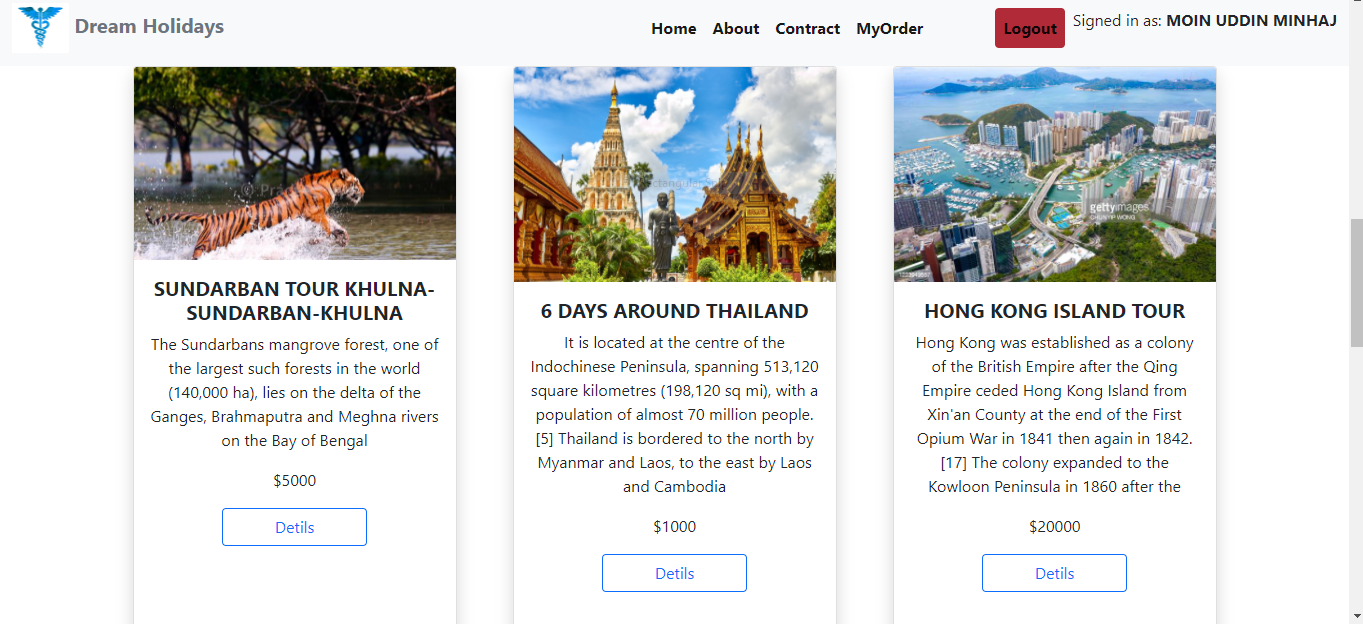 Dream Holidays
Home About Contract MyOrder
Logout
Signed in as: MOIN UDDIN MINHAJ
SUNDARBAN TOUR KHULNA-
SUNDARBAN-KHULNA
The Sundarbans mangrove forest, one of
the largest such forests in the world
(140,000 ha), lies on the delta of the
Ganges, Brahmaputra and Meghna rivers
on the Bay of Bengal
$5000
Detils
6 DAYS AROUND THAILAND
It is located at the centre of the
Indochinese Peninsula, spanning 513,120
square kilometres (198,120 sq mi), with a
population of almost 70 million people.
[5] Thailand is bordered to the north by
Myanmar and Laos, to the east by Laos
and Cambodia
$1000
Detils
gettyimages
HONG KONG ISLAND TOUR
Hong Kong was established as a colony
of the British Empire after the Qing
Empire ceded Hong Kong Island from
Xin'an County at the end of the First
Opium War in 1841 then again in 1842.
[17] The colony expanded to the
Kowloon Peninsula in 1860 after the
$20000
Detils